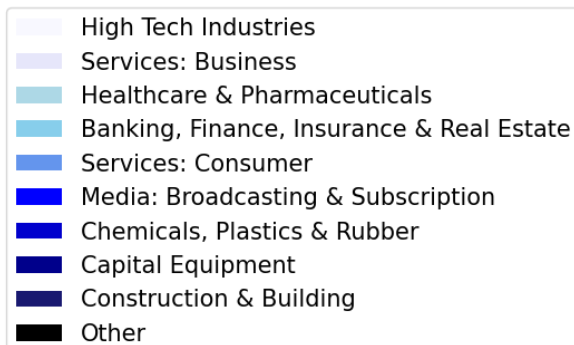 High Tech Industries
Services: Business
Healthcare & Pharmaceuticals
Banking, Finance, Insurance & Real Estate
Services: Consumer
Media: Broadcasting & Subscription
Chemicals, Plastics & Rubber
Capital Equipment
Construction & Building
Other